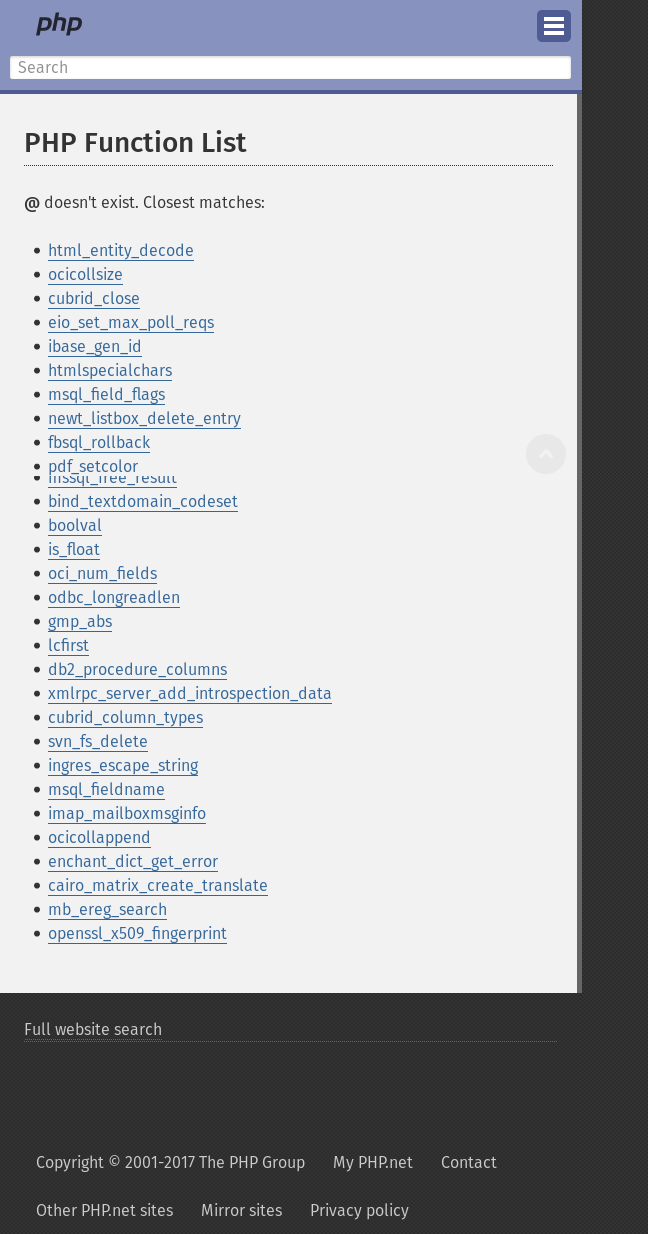 php
Search
PHP Function List
@ doesn't exist. Closest matches:
html_entity_decode
ocicollsize
cubrid_close
eio_set_max_poll_reqs
ibase_gen_id
htmlspecialchars
msql_field_flags
newt_listbox_delete_entry
fbsql_rollback
pdf_setcolor
mssql_free_result
bind_textdomain_codeset
boolval
is_float
oci_num_fields
odbc_longreadlen
gmp_abs
lcfirst
db2_procedure_columns
xmlrpc_server_add_introspection_data
cubrid_column_types
svn_fs_delete
ingres_escape_string
msql_fieldname
imap_mailboxmsginfo
ocicollappend
enchant_dict_get_error
cairo_matrix_create_translate
mb_ereg_search
openssl_x509_fingerprint
Full website search
Copyright © 2001-2017 The PHP Group My PHP.net Contact
Other PHP.net sites Mirror sites Privacy policy